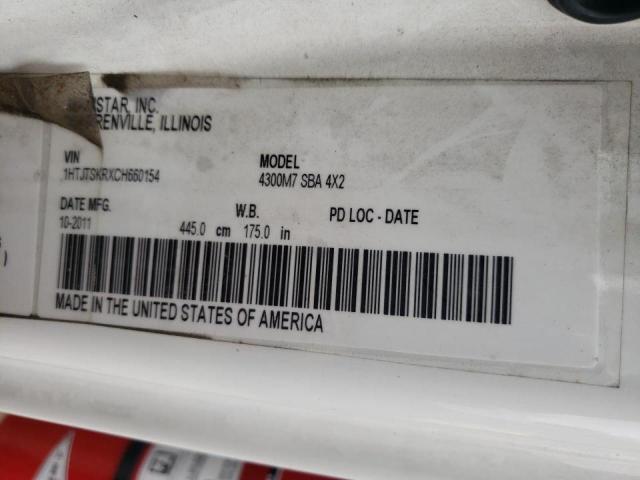 STAR, INC.
RENVILLE, ILLINOIS
VIN
1HTJTSKRXCH660154
MODEL
4300M7 SBA 4X2
DATE MFG.
10-2011
W.B.
445.0 cm 175.0 in
PD LOC - DATE
)
MADE IN THE UNITED STATES OF AMERICA